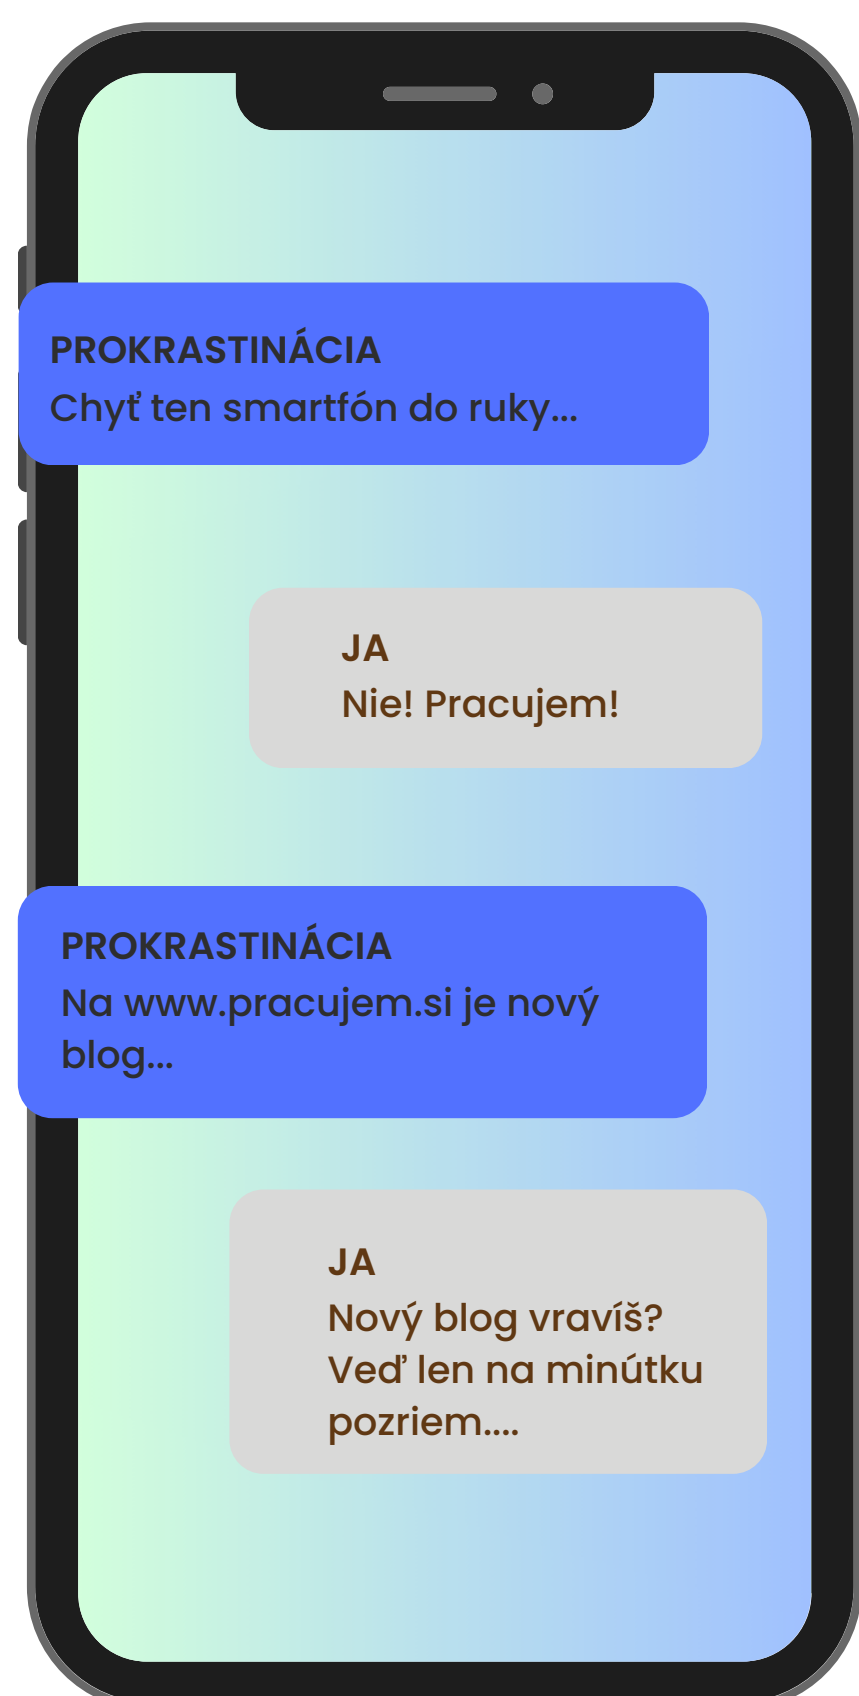 PROKRASTINÁCIA
Chyť ten smartfón do ruky...
JA
Nie! Pracujem!
PROKRASTINÁCIA
Na www.pracujem.si je nový
blog...
JA
Nový blog vravíš?
Veď len na minútku
pozriem....